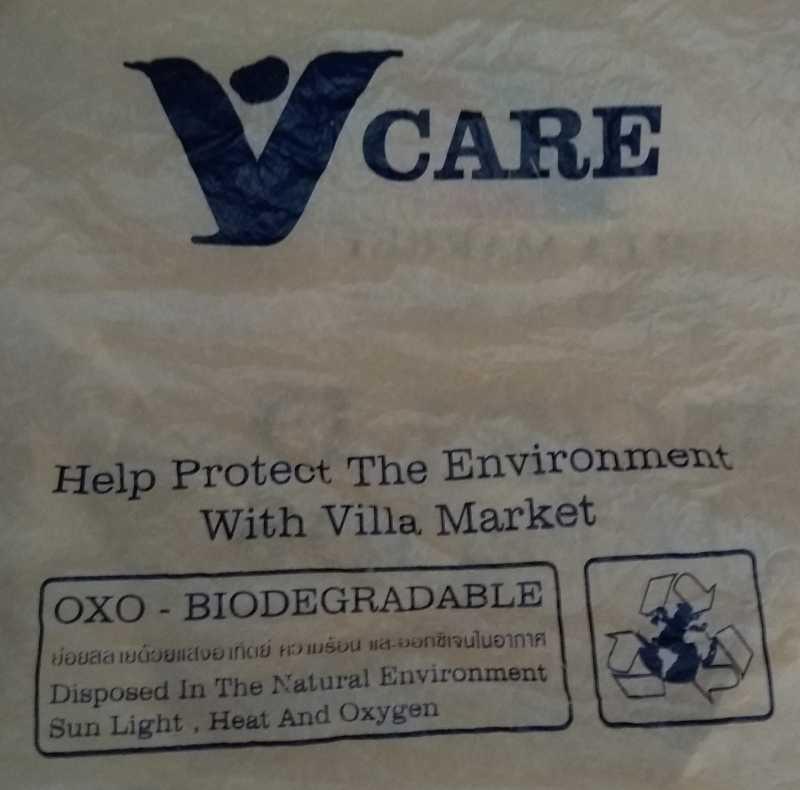 V CARE
Help Protect The Environment
With Villa Market
OXO - BIODEGRADABLE
ย่อยสลายด้วยแสงอาทิตย์ ความร้อน และออกซิเจนในอากาศ
Disposed In The Natural Environment
Sun Light , Heat And Oxygen